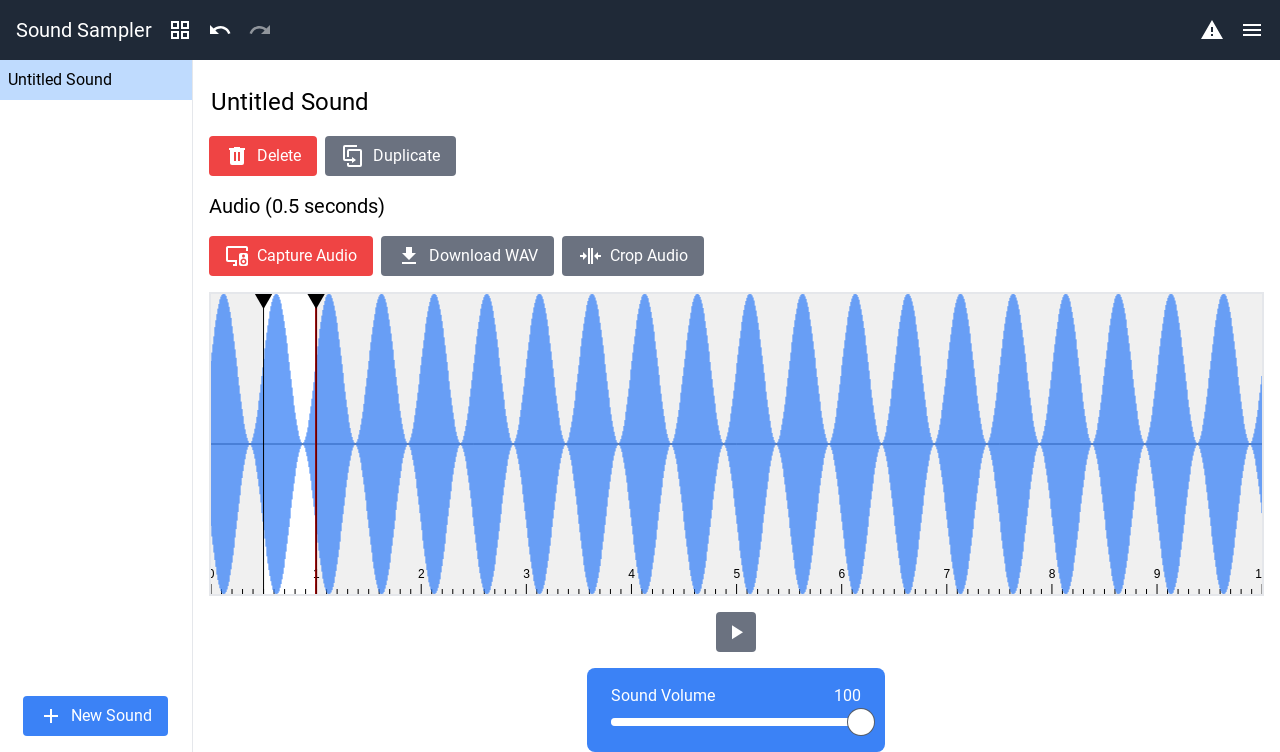 Sound Sampler
Untitled Sound
Untitled Sound
Delete
Duplicate
Audio (0.5 seconds)
Capture Audio
Download WAV
Crop Audio
0 1 2 3 4 5 6 7 8 9 1
Sound Volume 100
New Sound